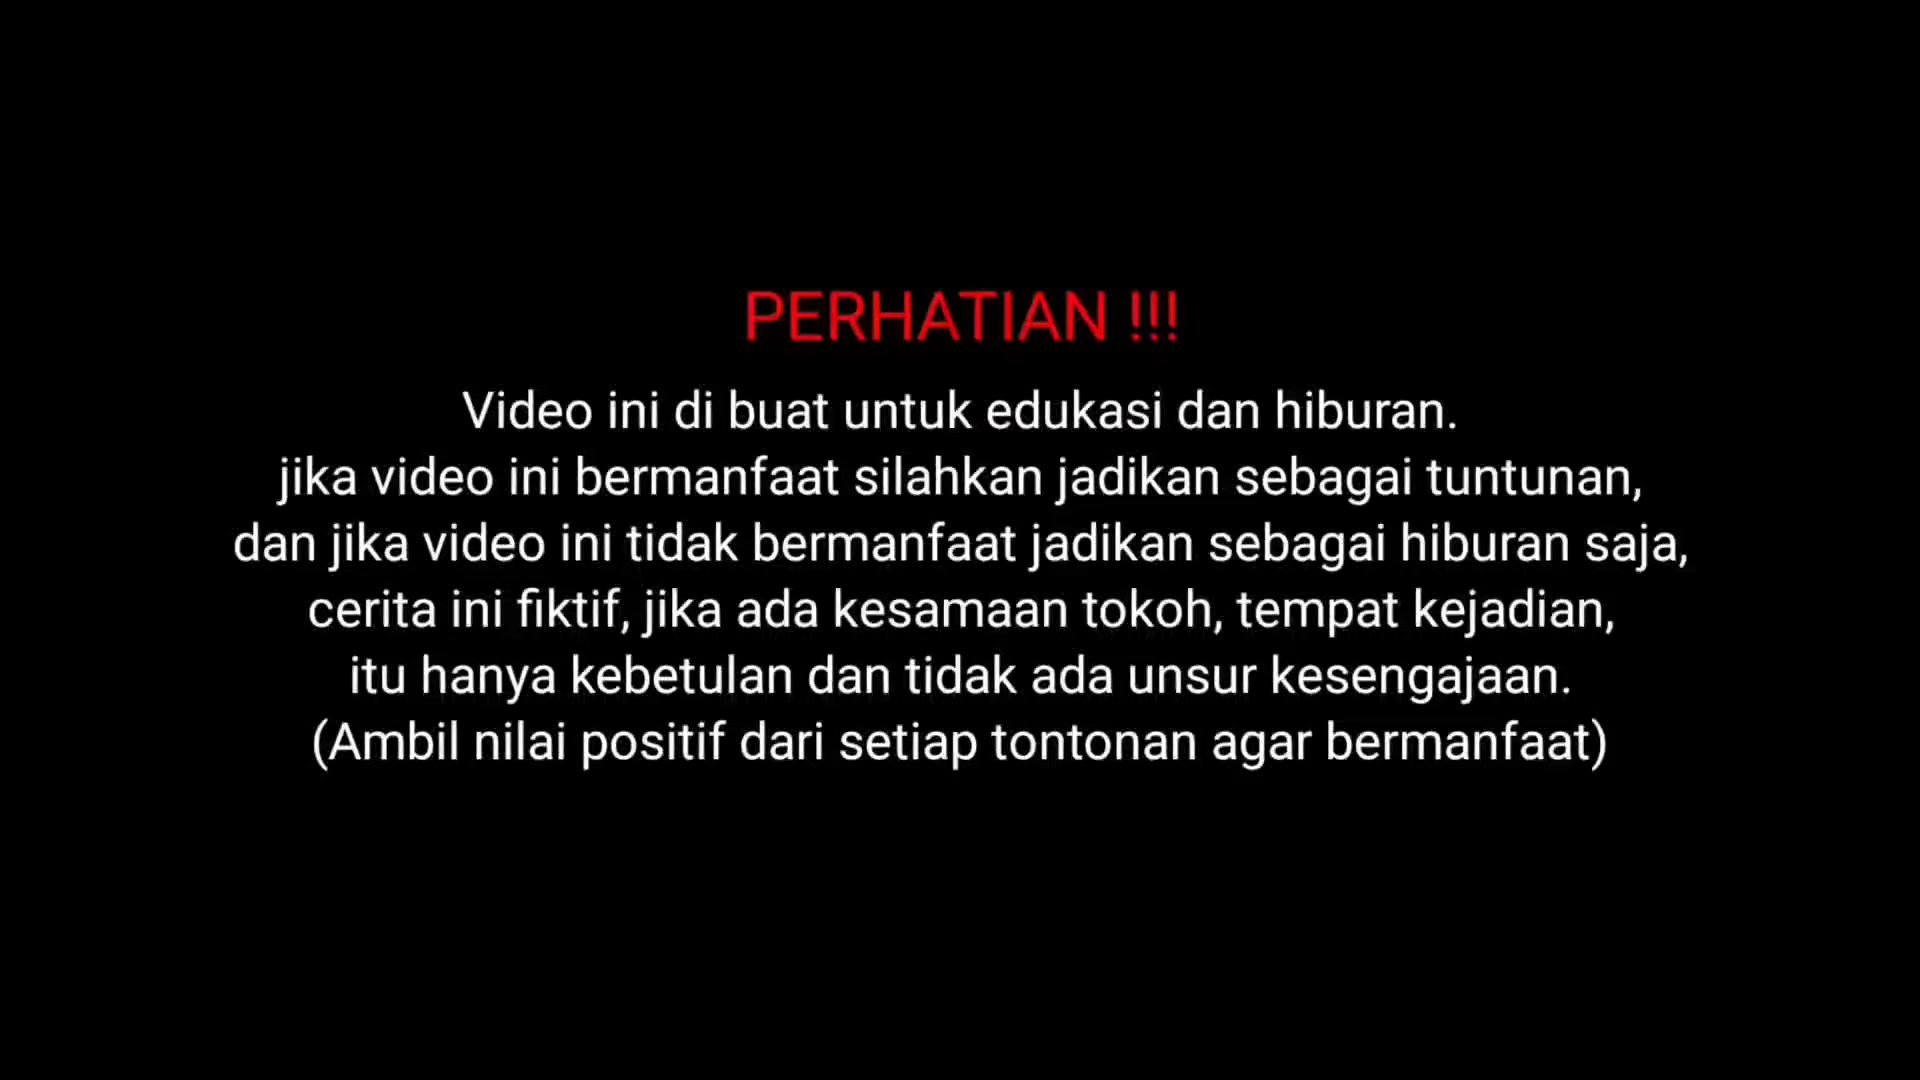 PERHATIAN !!!
Video ini di buat untuk edukasi dan hiburan.
jika video ini bermanfaat silahkan jadikan sebagai tuntunan,
dan jika video ini tidak bermanfaat jadikan sebagai hiburan saja,
cerita ini fiktif, jika ada kesamaan tokoh, tempat kejadian,
itu hanya kebetulan dan tidak ada unsur kesengajaan.
(Ambil nilai positif dari setiap tontonan agar bermanfaat)